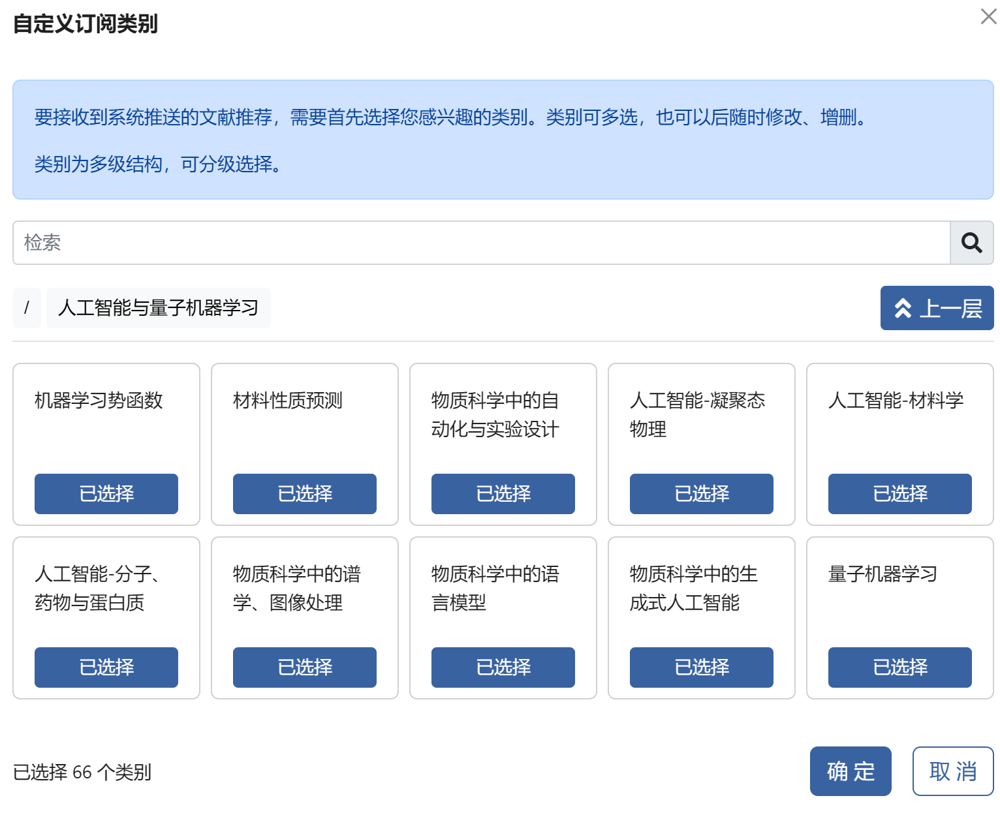 自定义订阅类别
要接收到系统推送的文献推荐，需要首先选择您感兴趣的类别。类别可多选，也可以后随时修改、增删。
类别为多级结构，可分级选择。
检索
/ 人工智能与量子机器学习
上一层
机器学习势函数
已选择
材料性质预测
已选择
物质科学中的自
动化与实验设计
已选择
人工智能-凝聚态
物理
已选择
人工智能-材料学
已选择
人工智能-分子、
药物与蛋白质
已选择
物质科学中的谱
学、图像处理
已选择
物质科学中的语
言模型
已选择
物质科学中的生
成式人工智能
已选择
量子机器学习
已选择
已选择 66 个类别
确 定
取 消